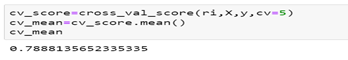 cv_score=cross_val_score(ri,X,y,cv=5)
cv_mean=cv_score.mean()
cv_mean
0.7888135652335335